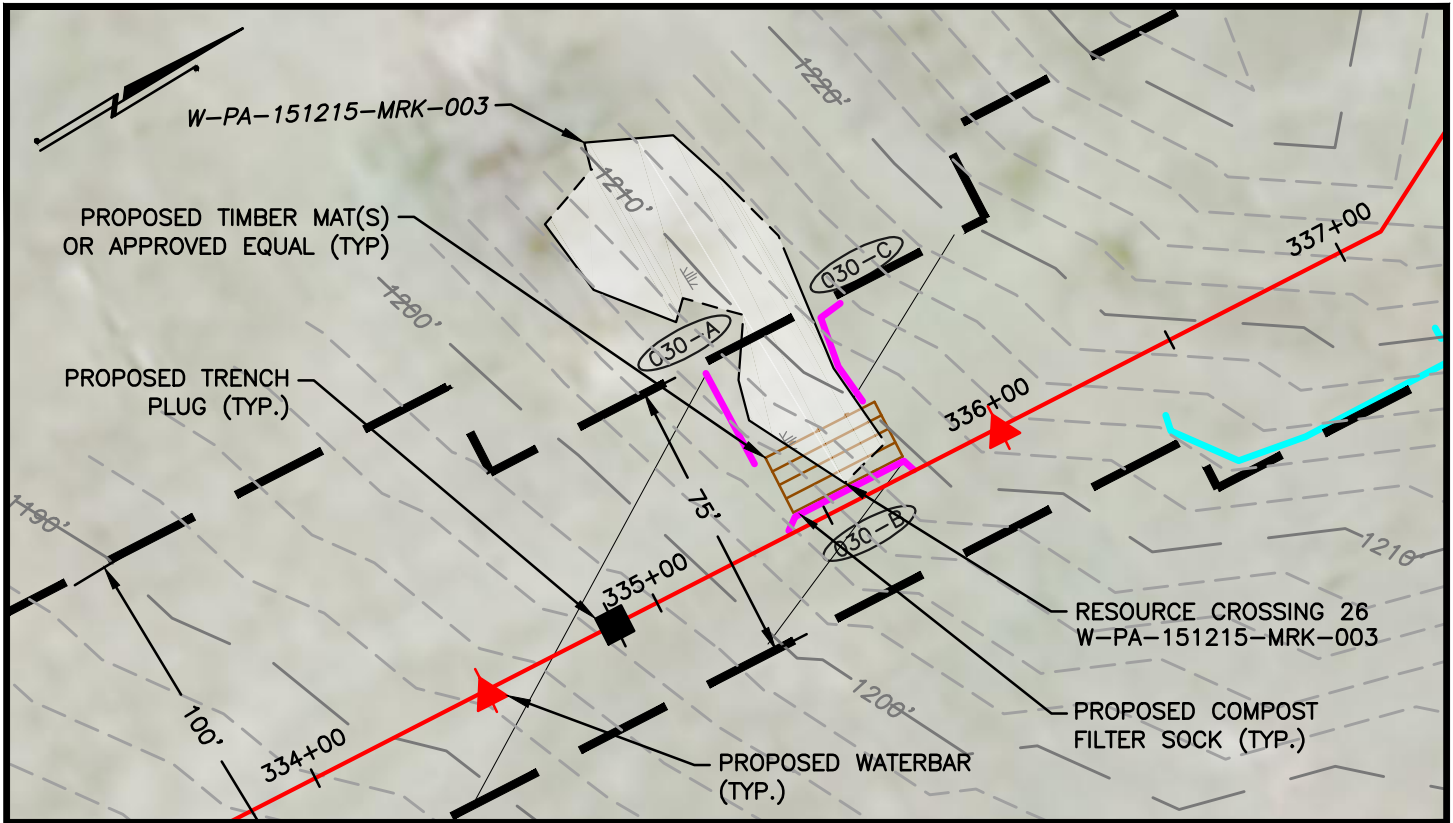 1220'
W-PA-151215-MRK-003
1210'
PROPOSED TIMBER MAT(S)
OR APPROVED EQUAL (TYP)
337+00
030-C
1200'
030-A
PROPOSED TRENCH
PLUG (TYP.)
336+00
1190'
75'
030-B
1210'
335+00
RESOURCE CROSSING 26
W-PA-151215-MRK-003
1200'
PROPOSED COMPOST
FILTER SOCK (TYP.)
100'
334+00
PROPOSED WATERBAR
(TYP.)